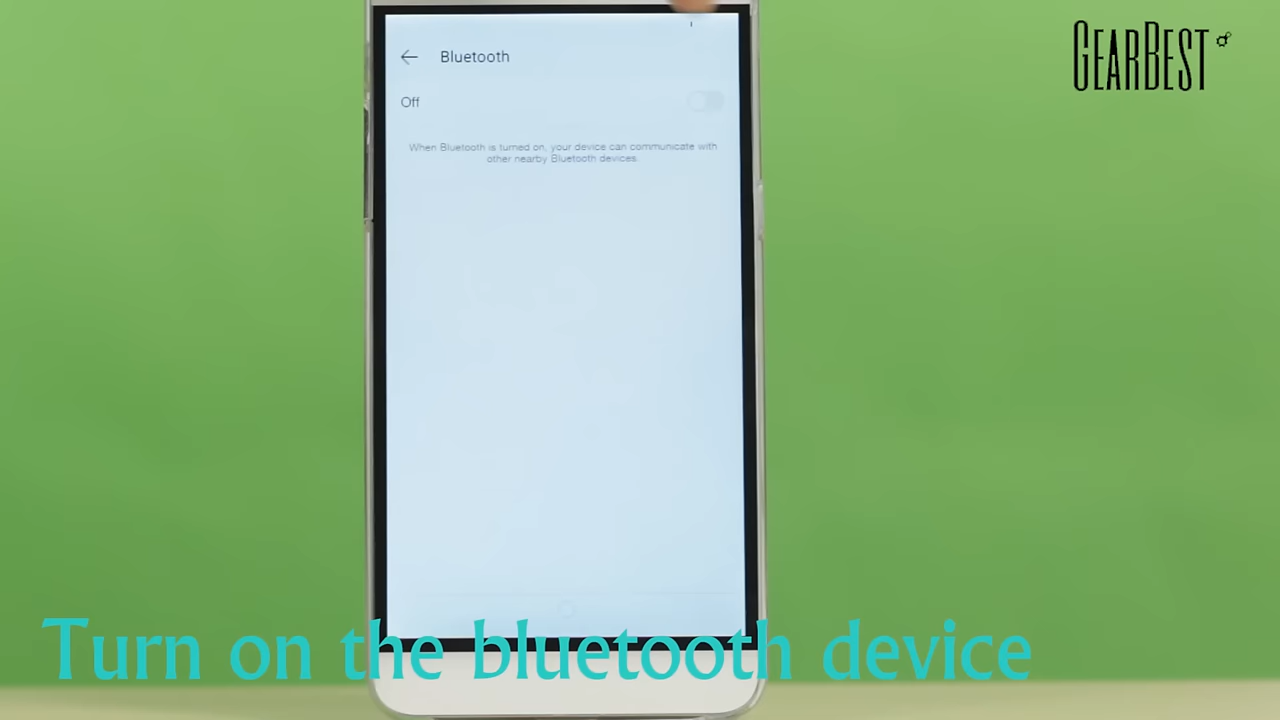 GEARBEST
Bluetooth
Off
When Bluetooth is turned on, your device can communicate with
other nearby Bluetooth devices.
Turn on the bluetooth device